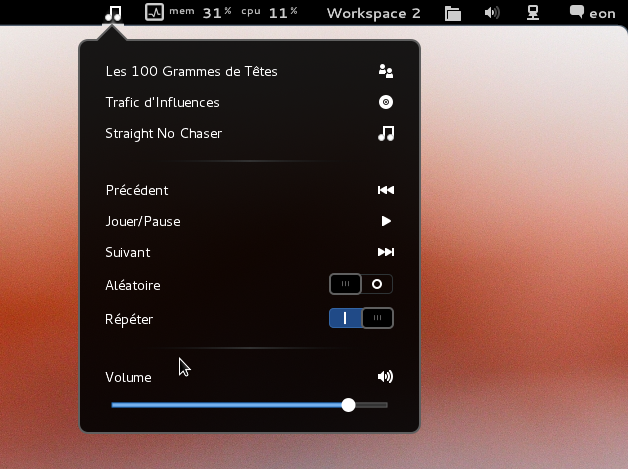 mem 31% cpu 11% Workspace 2 eon
Les 100 Grammes de Têtes
Trafic d'Influences
Straight No Chaser
Précédent
Jouer/Pause
Suivant
Aléatoire
Répéter
Volume